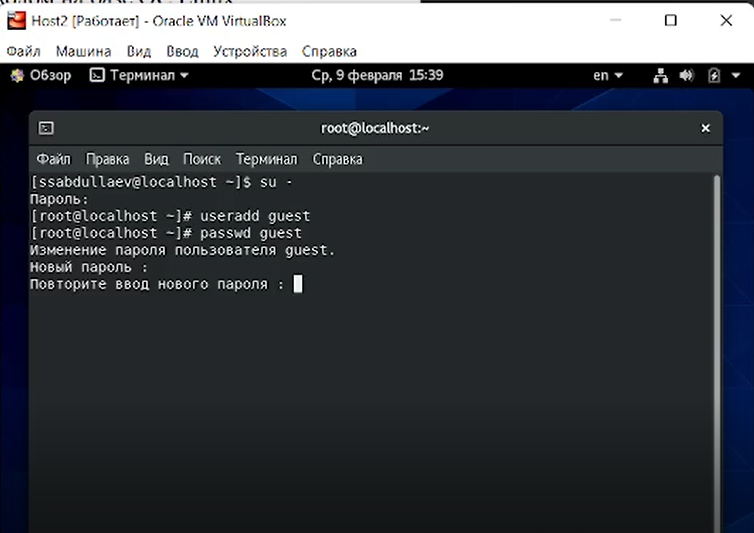 Host2 [Работает] - Oracle VM VirtualBox
Файл Машина Вид Ввод Устройства Справка
Обзор Терминал Ср, 9 февраля 15:39 en
root@localhost:~
Файл Правка Вид Поиск Терминал Справка
[ssabdullaev@localhost ~]$ su -
Пароль:
[root@localhost ~]# useradd guest
[root@localhost ~]# passwd guest
Изменение пароля пользователя guest.
Новый пароль :
Повторите ввод нового пароля :